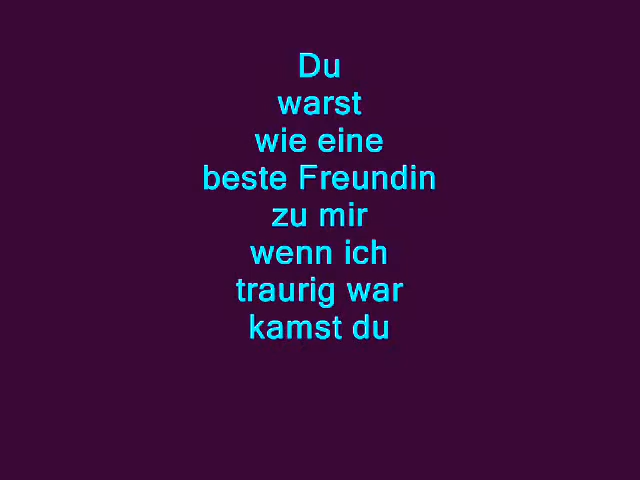 Du
warst
wie eine
beste Freundin
zu mir
wenn ich
traurig war
kamst du